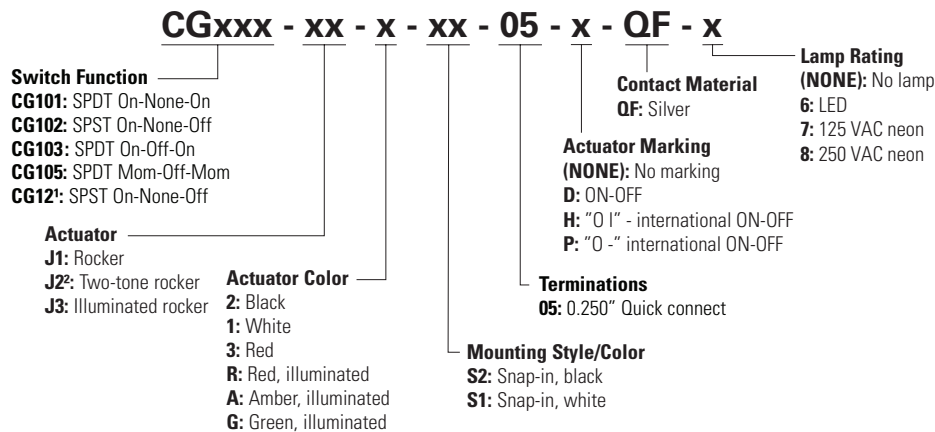 CGxxx - xx - x - xx - 05 - x - QF - x
Switch Function
CG101: SPDT On-None-On
CG102: SPST On-None-Off
CG103: SPDT On-Off-On
CG105: SPDT Mom-Off-Mom
CG12¹: SPST On-None-Off
Actuator
J1: Rocker
J2²: Two-tone rocker
J3: Illuminated rocker
Actuator Color
2: Black
1: White
3: Red
R: Red, illuminated
A: Amber, illuminated
G: Green, illuminated
Mounting Style/Color
S2: Snap-in, black
S1: Snap-in, white
Terminations
05: 0.250” Quick connect
Actuator Marking
(NONE): No marking
D: ON-OFF
H: ”O I” - international ON-OFF
P: ”O -“ international ON-OFF
Contact Material
QF: Silver
Lamp Rating
(NONE): No lamp
6: LED
7: 125 VAC neon
8: 250 VAC neon